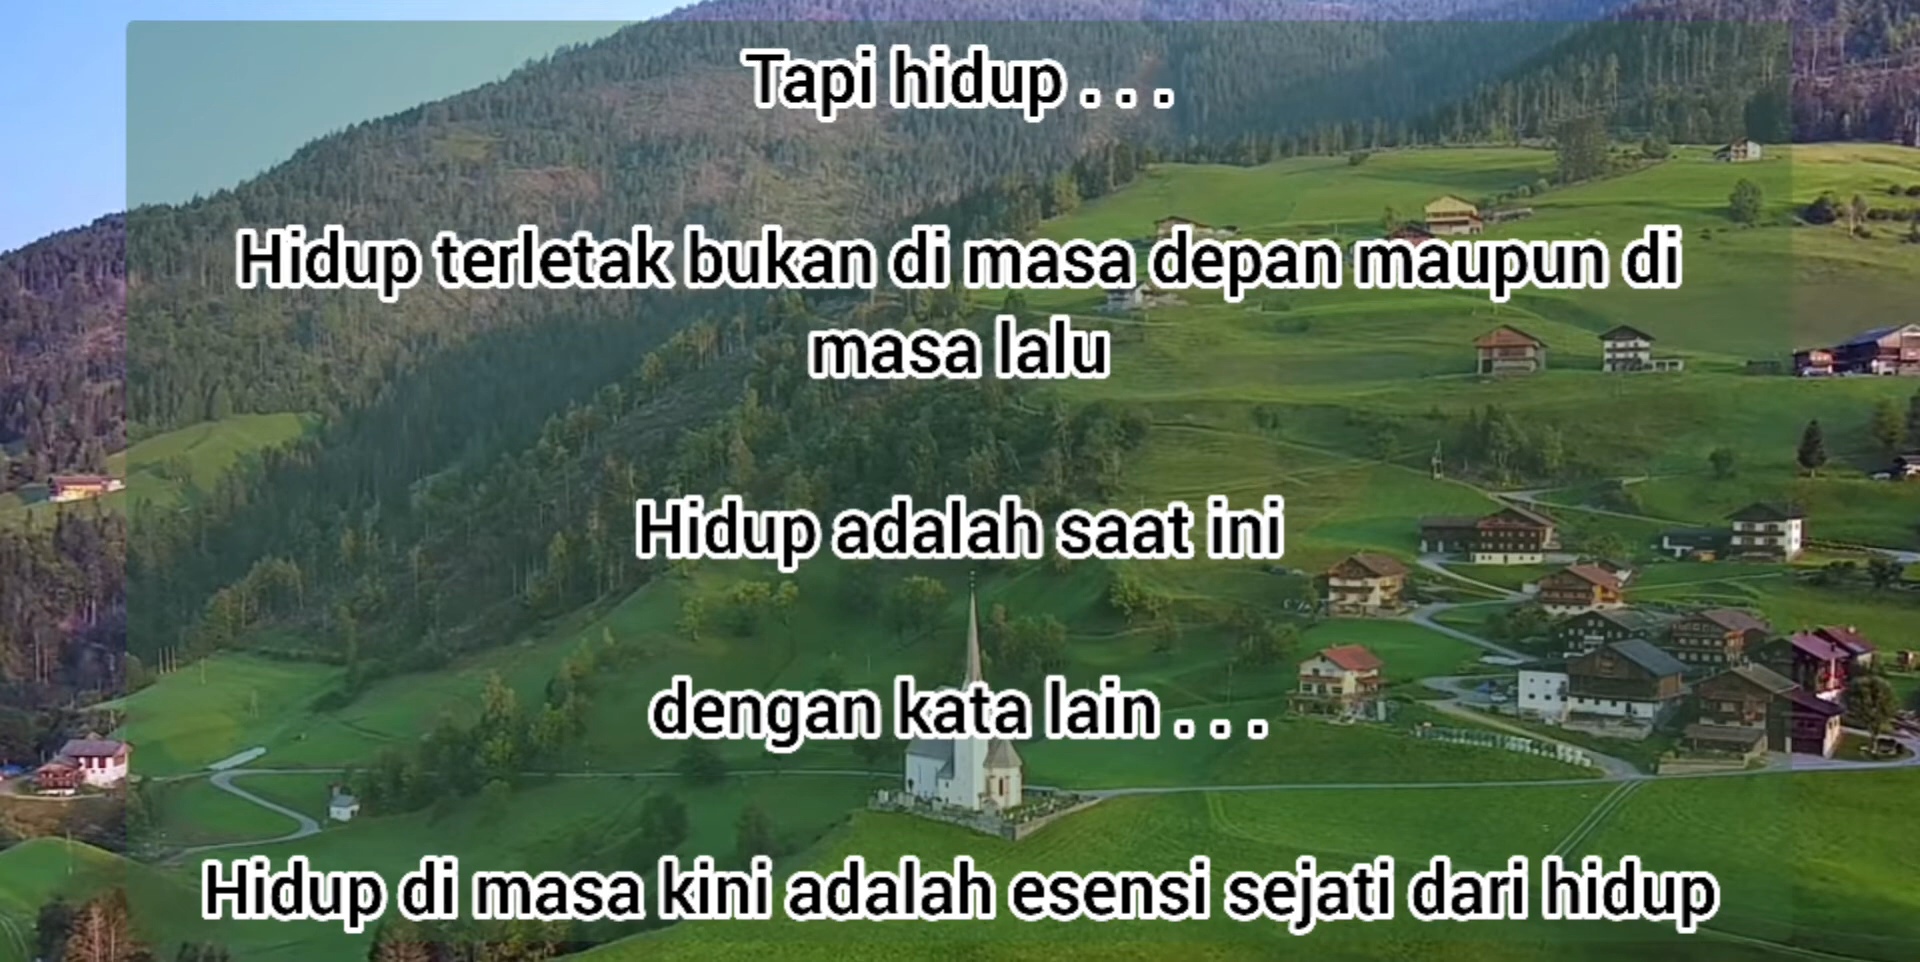 Tapi hidup . . .
Hidup terletak bukan di masa depan maupun di
masa lalu
Hidup adalah saat ini
dengan kata lain . . .
Hidup di masa kini adalah esensi sejati dari hidup